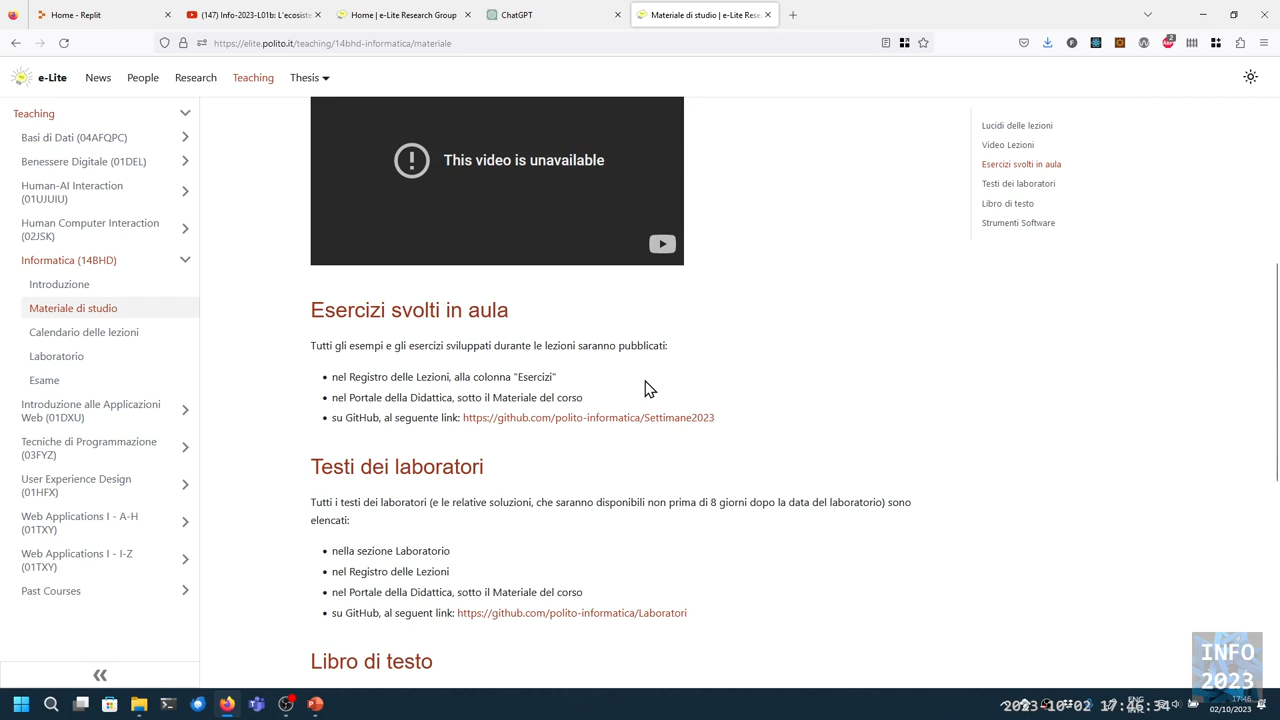 Home - Replit
(147) Info-2023-L01b: L'ecosiste
Home | e-Lite Research Group
ChatGPT
Materiale di studio | e-Lite Rese
https://elite.polito.it/teaching/14bhd-informatica/materiale
e-Lite
News
People
Research
Teaching
Thesis
Teaching
Basi di Dati (04AFQPC)
Benessere Digitale (01DEL)
Human-AI Interaction
(01UJUIU)
Human Computer Interaction
(02JSK)
Informatica (14BHD)
Introduzione
Materiale di studio
Calendario delle lezioni
Laboratorio
Esame
Introduzione alle Applicazioni
Web (01DXU)
Tecniche di Programmazione
(03FYZ)
User Experience Design
(01HFX)
Web Applications I - A-H
(01TXY)
Web Applications I - I-Z
(01TXY)
Past Courses
This video is unavailable
Esercizi svolti in aula
Tutti gli esempi e gli esercizi sviluppati durante le lezioni saranno pubblicati:
• nel Registro delle Lezioni, alla colonna "Esercizi"
• nel Portale della Didattica, sotto il Materiale del corso
• su GitHub, al seguente link: https://github.com/polito-informatica/Settimane2023
Testi dei laboratori
Tutti i testi dei laboratori (e le relative soluzioni, che saranno disponibili non prima di 8 giorni dopo la data del laboratorio) sono
elencati:
• nella sezione Laboratorio
• nel Registro delle Lezioni
• nel Portale della Didattica, sotto il Materiale del corso
• su GitHub, al seguent link: https://github.com/polito-informatica/Laboratori
Libro di testo
Lucidi delle lezioni
Video Lezioni
Esercizi svolti in aula
Testi dei laboratori
Libro di testo
Strumenti Software
INFO
2023
ENG
17:46
2023-10-02 17:46:34
02/10/2023